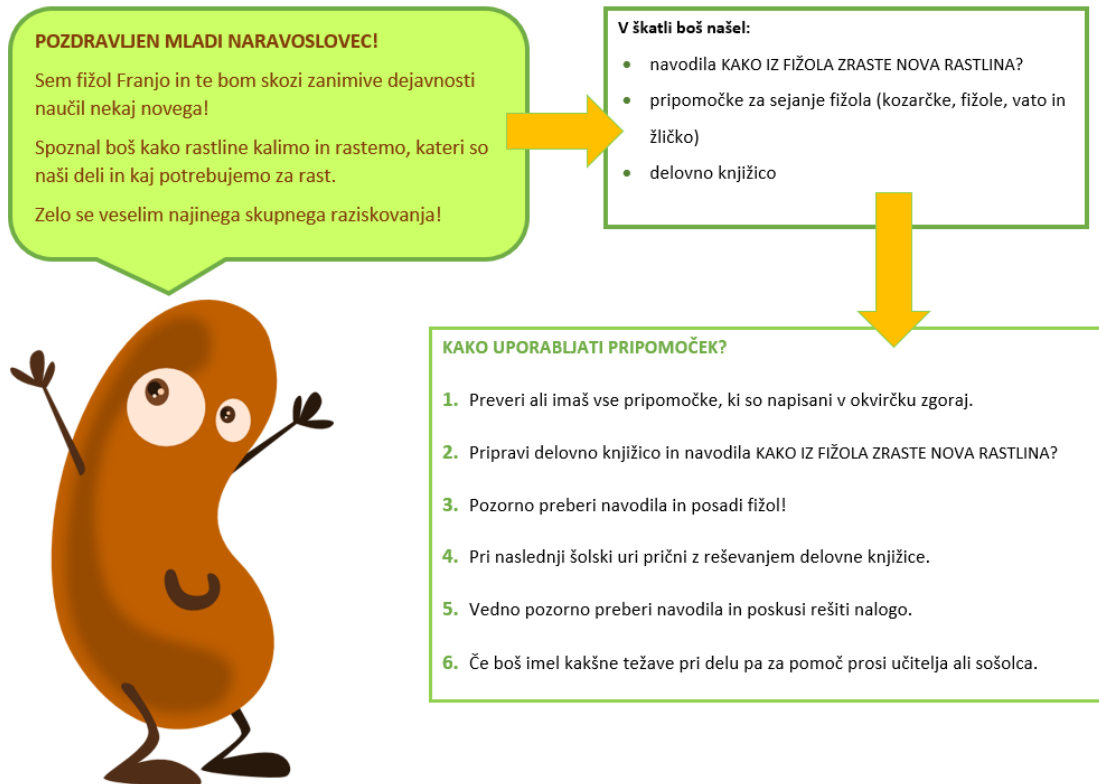 POZDRAVLJEN MLADI NARAVOSLOVEC!
Sem fižol Franjo in te bom skozi zanimive dejavnosti
naučil nekaj novega!
Spoznal boš kako rastline kalimo in rastemo, kateri so
naši deli in kaj potrebujemo za rast.
Zelo se veselim najinega skupnega raziskovanja!
V škatli boš našel:
• navodila KAKO IZ FIŽOLA ZRASTE NOVA RASTLINA?
• pripomočke za sejanje fižola (kozarčke, fižole, vato in
žličko)
• delovno knjižico
KAKO UPORABLJATI PRIPOMOČEK?
1. Preveri ali imaš vse pripomočke, ki so napisani v okvirčku zgoraj.
2. Pripravi delovno knjižico in navodila KAKO IZ FIŽOLA ZRASTE NOVA RASTLINA?
3. Pozorno preberi navodila in posadi fižol!
4. Pri naslednji šolski uri prični z reševanjem delovne knjižice.
5. Vedno pozorno preberi navodila in poskusi rešiti nalogo.
6. Če boš imel kakšne težave pri delu pa za pomoč prosi učitelja ali sošolca.